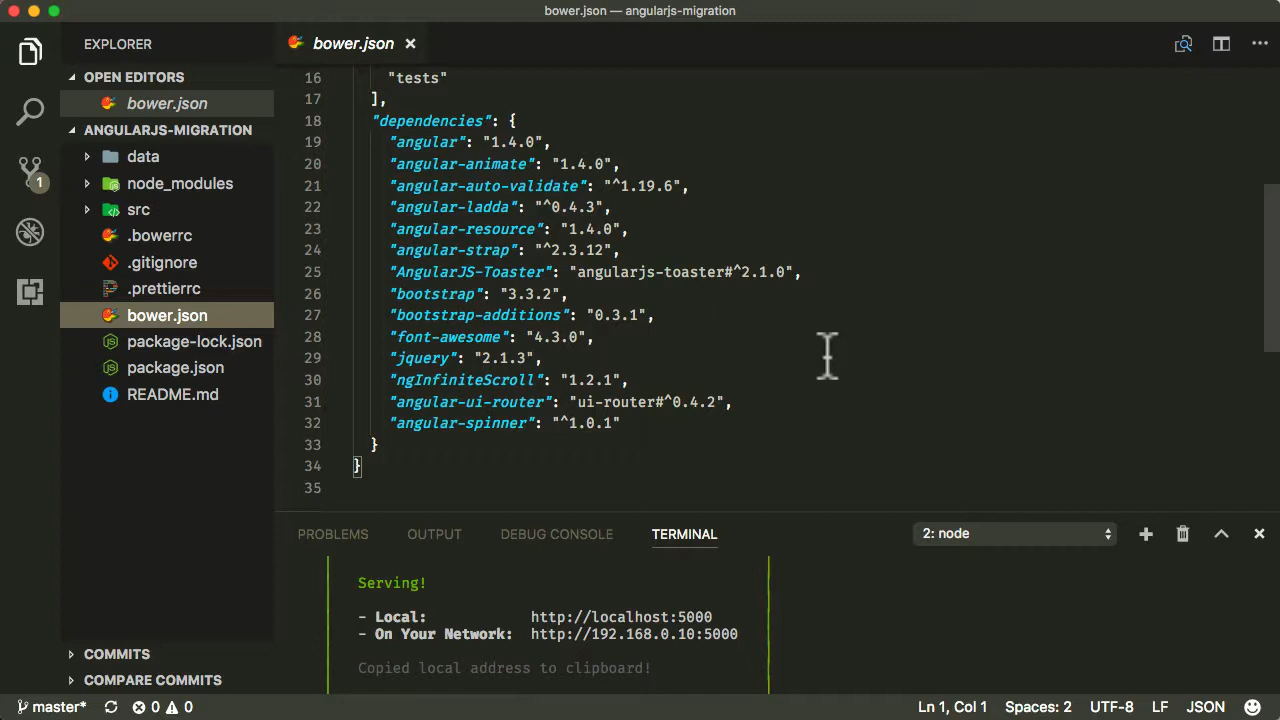 bower.json — angularjs-migration
EXPLORER
OPEN EDITORS
bower.json
ANGULARJS-MIGRATION
data
node_modules
src
.bowerrc
.gitignore
.prettierrc
bower.json
package-lock.json
package.json
README.md
COMMITS
COMPARE COMMITS
1
bower.json
16 "tests"
17 ],
18 "dependencies": {
19 "angular": "1.4.0",
20 "angular-animate": "1.4.0",
21 "angular-auto-validate": "^1.19.6",
22 "angular-ladda": "^0.4.3",
23 "angular-resource": "1.4.0",
24 "angular-strap": "^2.3.12",
25 "AngularJS-Toaster": "angularjs-toaster#^2.1.0",
26 "bootstrap": "3.3.2",
27 "bootstrap-additions": "0.3.1",
28 "font-awesome": "4.3.0",
29 "jquery": "2.1.3",
30 "ngInfiniteScroll": "1.2.1",
31 "angular-ui-router": "ui-router#^0.4.2",
32 "angular-spinner": "^1.0.1"
33 }
34 }
35
PROBLEMS OUTPUT DEBUG CONSOLE TERMINAL 2: node
Serving!
- Local: http://localhost:5000
- On Your Network: http://192.168.0.10:5000
Copied local address to clipboard!
master* 0 0 Ln 1, Col 1 Spaces: 2 UTF-8 LF JSON